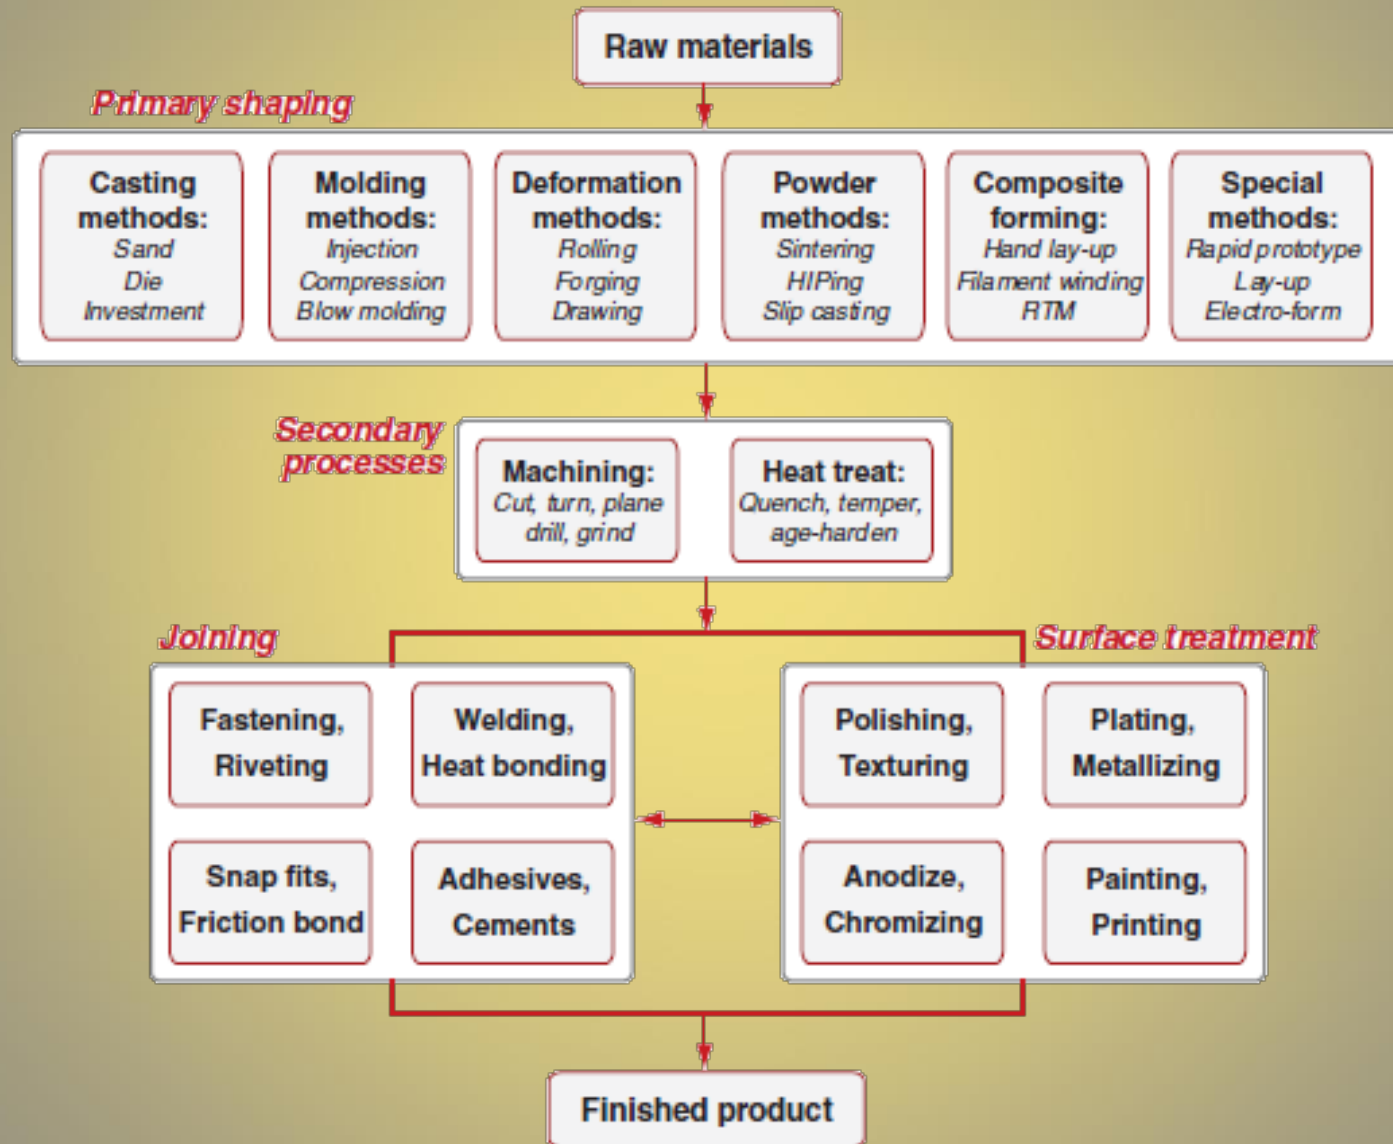 Raw materials
Primary shaping
Casting
methods:
Sand
Die
Investment
Molding
methods:
Injection
Compression
Blow molding
Deformation
methods:
Rolling
Forging
Drawing
Powder
methods:
Sintering
HIPing
Slip casting
Composite
forming:
Hand lay-up
Filament winding
RTM
Special
methods:
Rapid prototype
Lay-up
Electro-form
Secondary
processes
Machining:
Cut, turn, plane
drill, grind
Heat treat:
Quench, temper,
age-harden
Joining
Fastening,
Riveting
Welding,
Heat bonding
Snap fits,
Friction bond
Adhesives,
Cements
Surface treatment
Polishing,
Texturing
Plating,
Metallizing
Anodize,
Chromizing
Painting,
Printing
Finished product